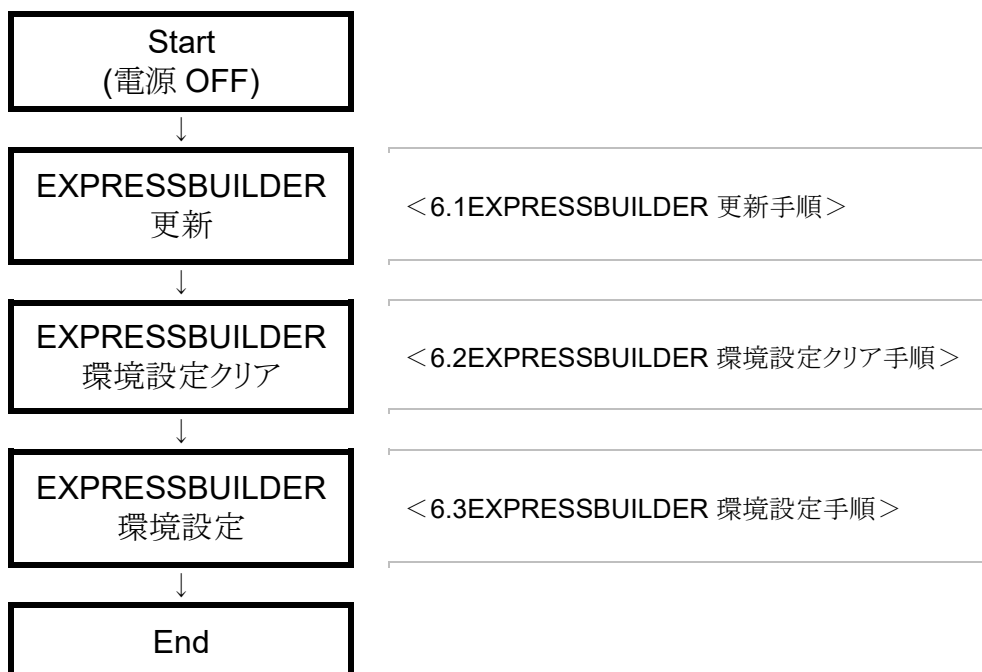 Start
(電源 OFF)
↓
EXPRESSBUILDER
更新
<6.1EXPRESSBUILDER 更新手順>
↓
EXPRESSBUILDER
環境設定クリア
<6.2EXPRESSBUILDER 環境設定クリア手順>
↓
EXPRESSBUILDER
環境設定
<6.3EXPRESSBUILDER 環境設定手順>
↓
End